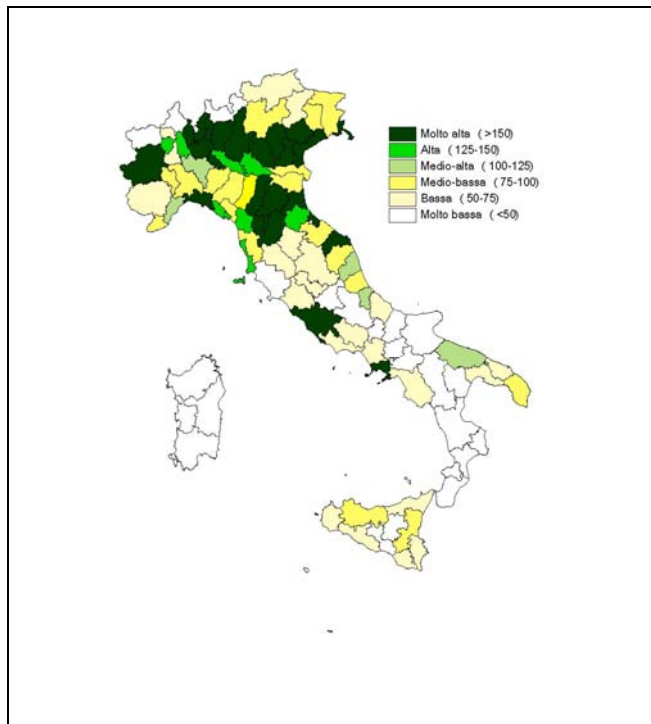 Molto alta (>150)
Alta (125-150)
Medio-alta (100-125)
Medio-bassa (75-100)
Bassa (50-75)
Molto bassa (<50)